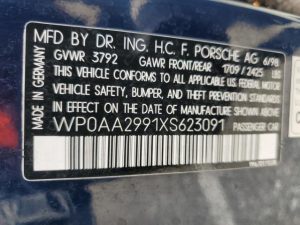 MFD BY DR. ING. H.C. F. PORSCHE AG 6/98
GVWR 3792 GAWR FRONT/REAR 1709 / 2425 LBS
THIS VEHICLE CONFORMS TO ALL APPLICABLE
U.S. FEDERAL MOTOR
VEHICLE SAFETY, BUMPER, AND THEFT PREVENTION
STANDARDS IN EFFECT ON THE DATE OF
MANUFACTURE SHOWN ABOVE
WP0AA2991XS623091 PASSENGER CAR
MADE IN GERMANY